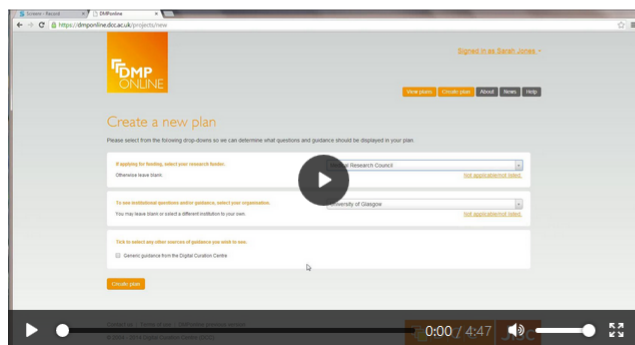 Screen - Record
DMPonline
https://dmponline.dcc.ac.uk/projects/new
DMP
ONLINE
Signed in as Sarah Jones
View plans Create plan About News Help
Create a new plan
Please select from the following drop-downs so we can determine what questions and guidance should be displayed in your plan.
If applying for funding, select your research funder.
Otherwise leave blank.
Research Council
Not applicable/not listed.
To use institutional questions and/or guidance, select your organisation.
You may leave blank or select a different institution to your own.
University of Glasgow
Not applicable/not listed.
Tick to select any other sources of guidance you wish to use.
Generic guidance from the Digital Curation Centre
Create plan
0:00 / 4:47